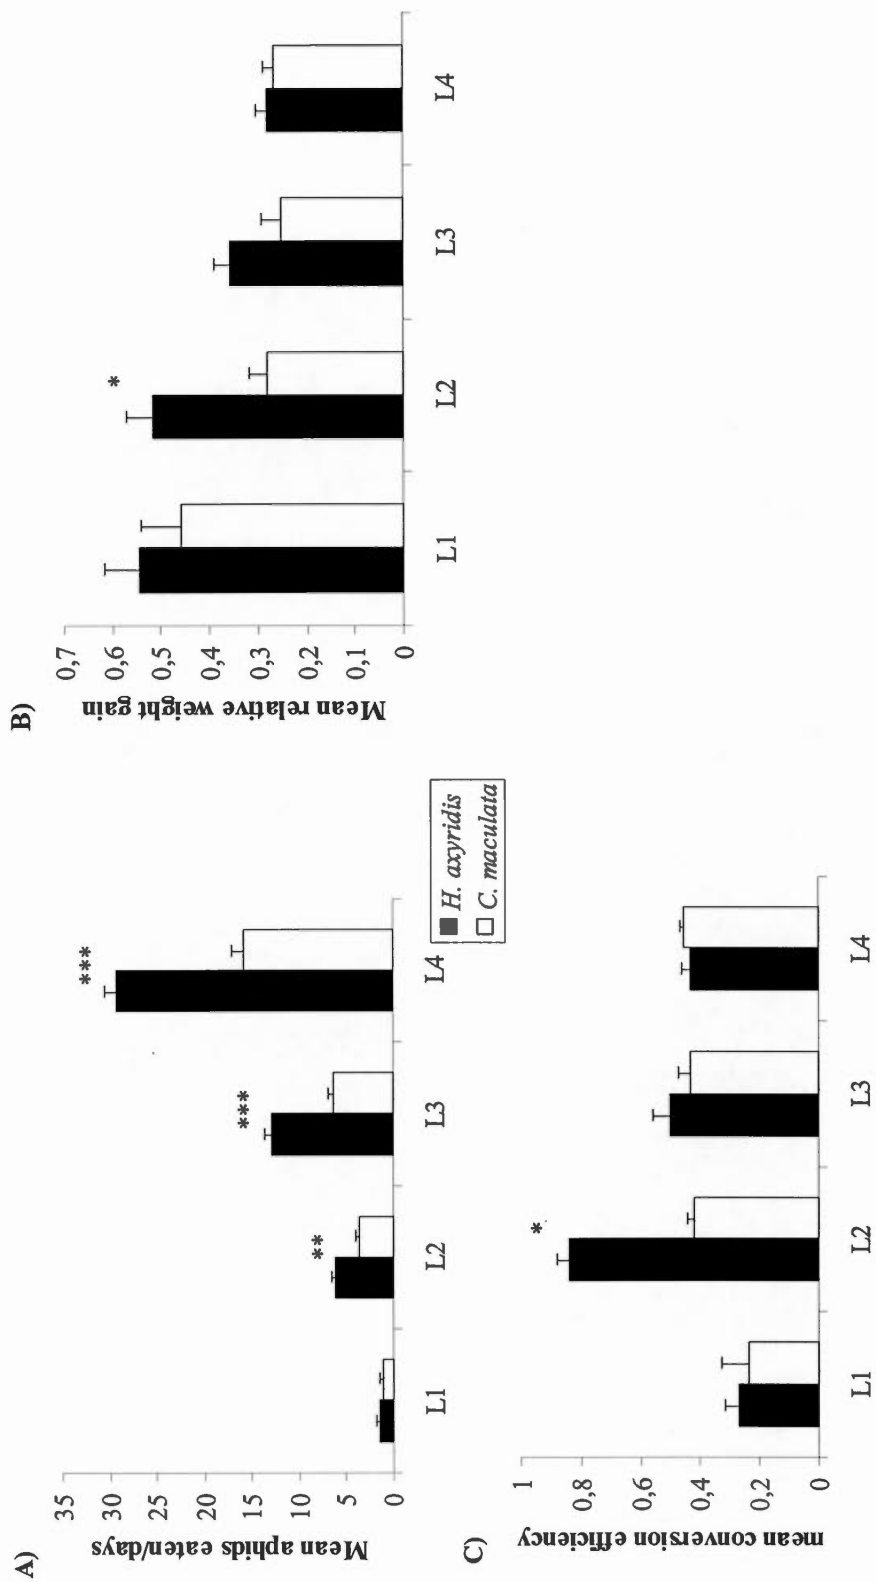 A)
Mean aphids eaten/days
35
30
25
20
15
10
5
0
**
***
***
L1
L2
L3
L4
H. axyridis
C. maculata
B)
Mean relative weight gain
0,7
0,6
0,5
0,4
0,3
0,2
0,1
0
*
L1
L2
L3
L4
C)
mean conversion efficiency
1
0,8
0,6
0,4
0,2
0
*
L1
L2
L3
L4